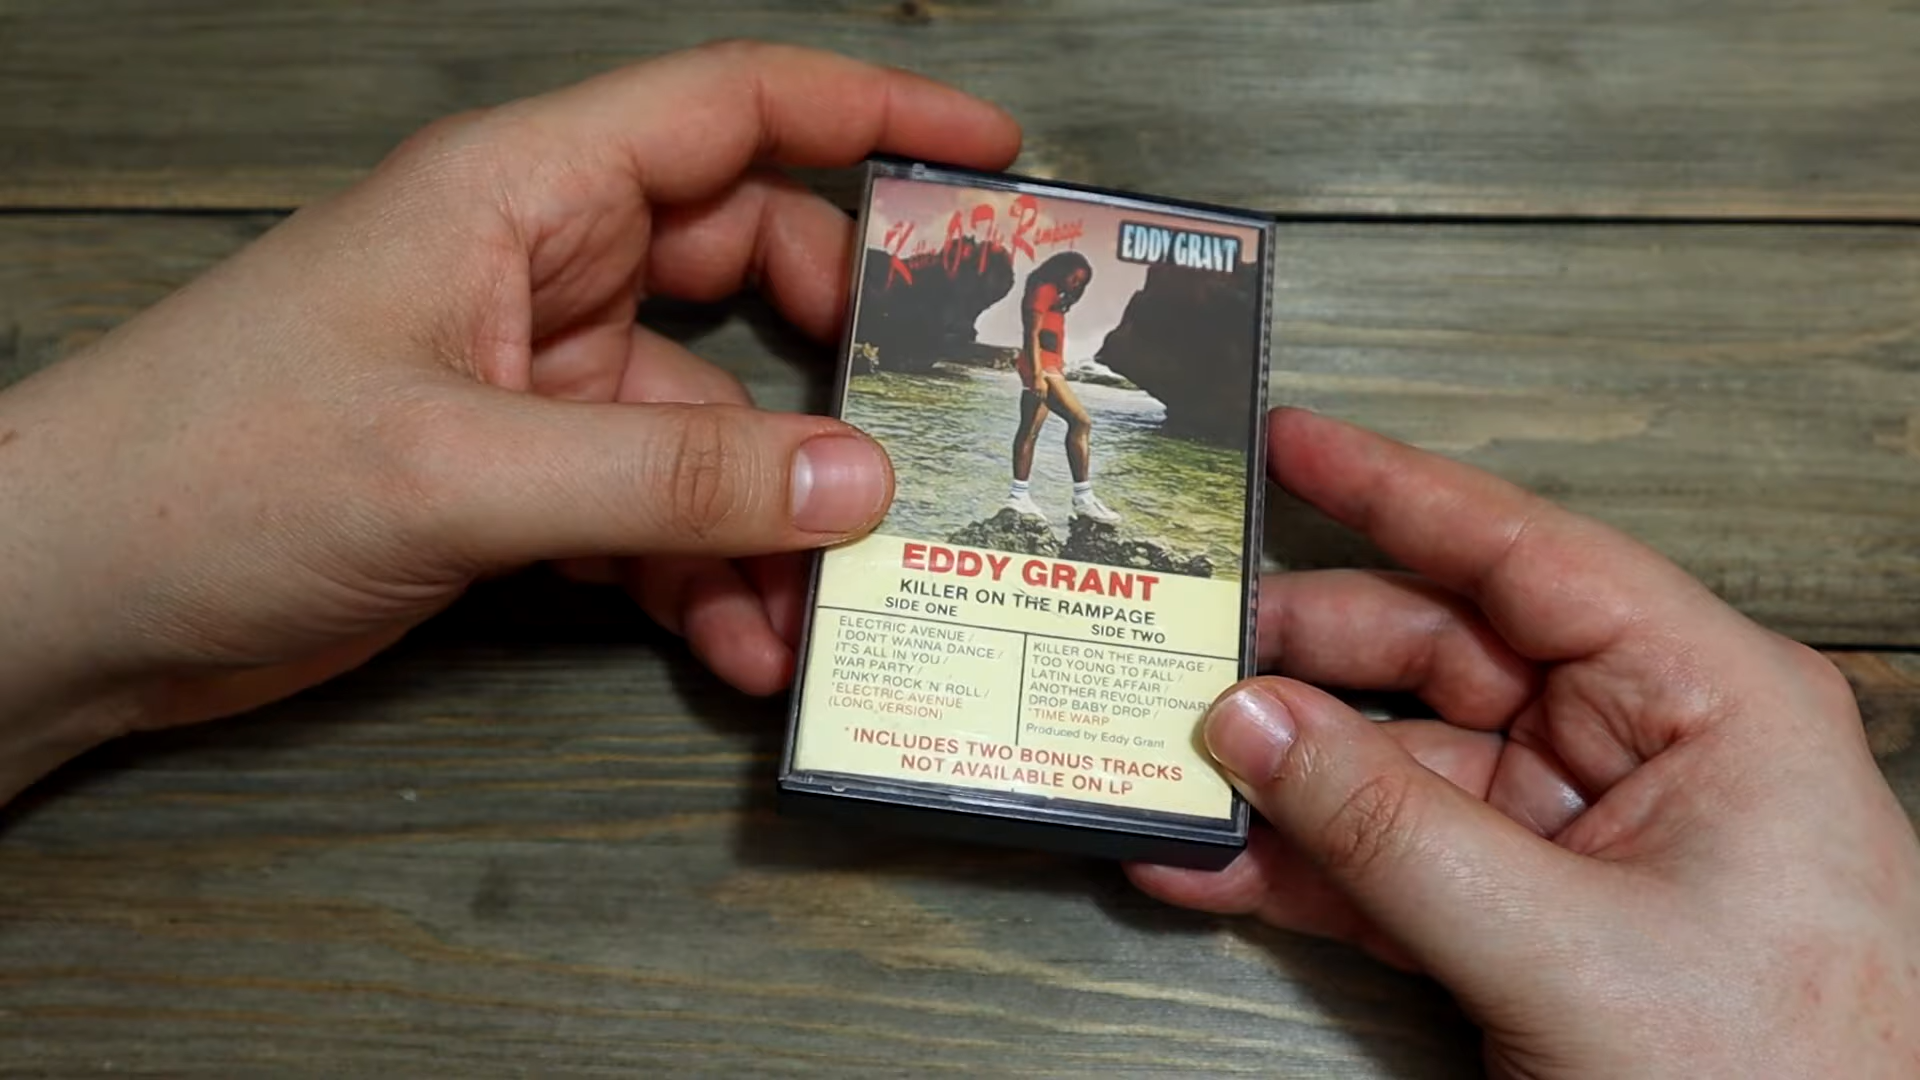 Killer On The Rampage
EDDY GRANT
EDDY GRANT
KILLER ON THE RAMPAGE
SIDE ONE
SIDE TWO
ELECTRIC AVENUE /
I DON'T WANNA DANCE /
IT'S ALL IN YOU /
WAR PARTY /
FUNKY ROCK 'N' ROLL /
*ELECTRIC AVENUE
(LONG VERSION)
KILLER ON THE RAMPAGE /
TOO YOUNG TO FALL /
LATIN LOVE AFFAIR /
ANOTHER REVOLUTIONARY
DROP BABY DROP /
*TIME WARP
Produced by Eddy Grant
*INCLUDES TWO BONUS TRACKS
NOT AVAILABLE ON LP